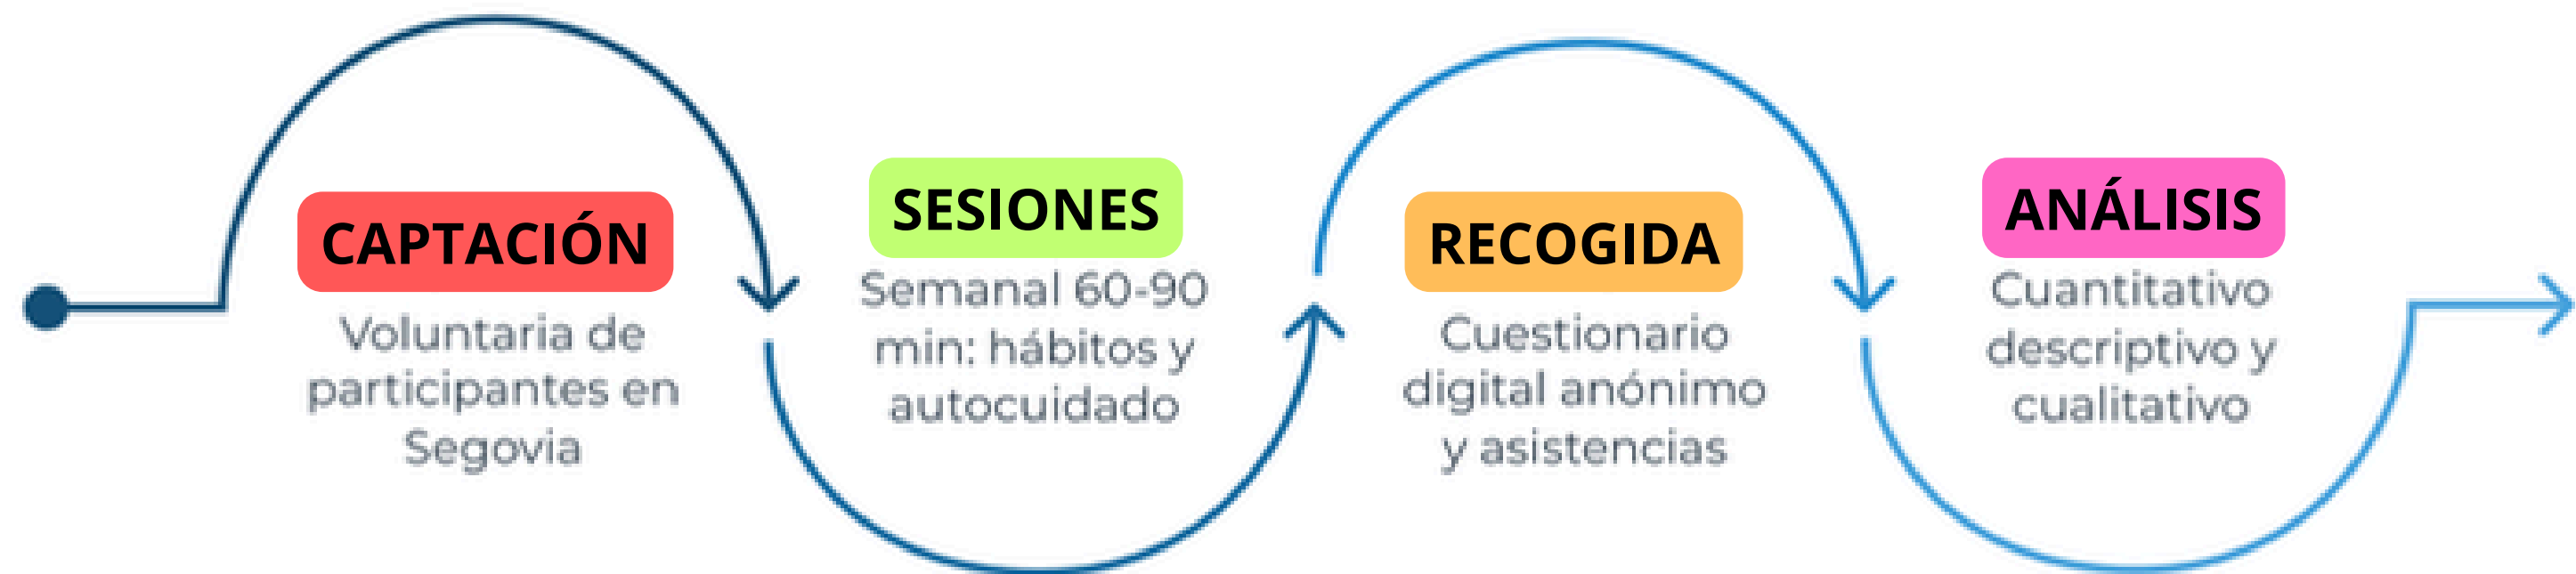 CAPTACIÓN
Voluntaria de
participantes en
Segovia
SESIONES
Semanal 60-90
min: hábitos y
autocuidado
RECOGIDA
Cuestionario
digital anónimo
y asistencias
ANÁLISIS
Cuantitativo
descriptivo y
cualitativo